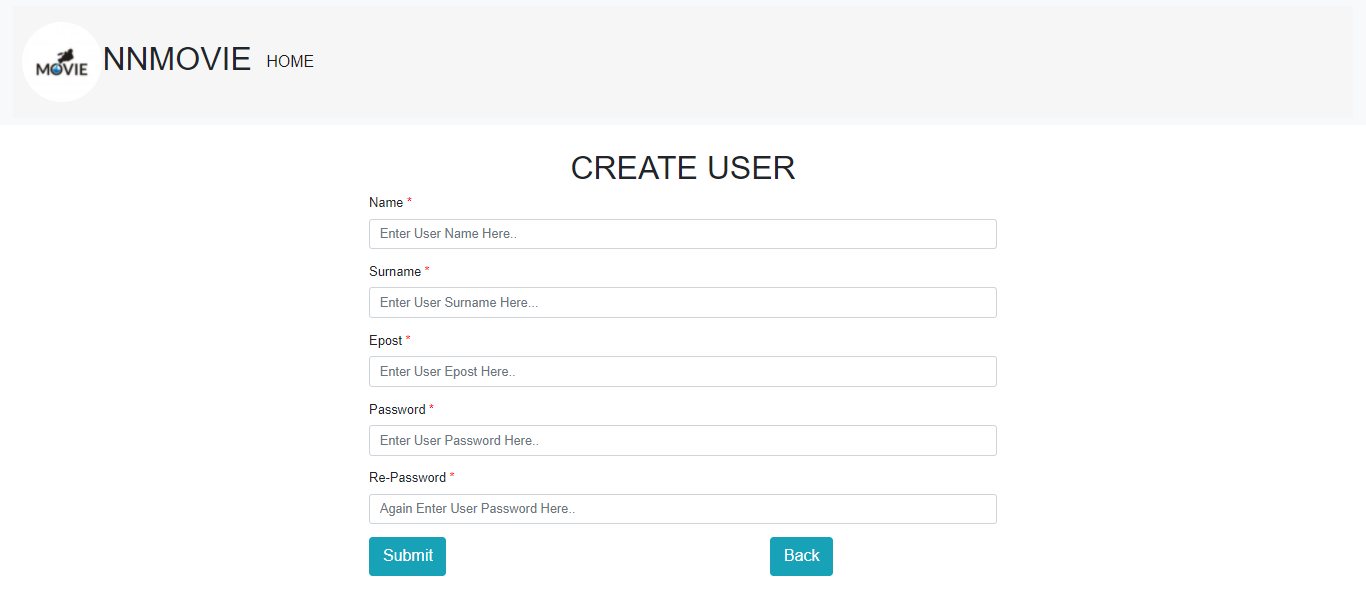 MOVIE
NNMOVIE HOME
CREATE USER
Name *
Enter User Name Here..
Surname *
Enter User Surname Here...
Epost *
Enter User Epost Here..
Password *
Enter User Password Here..
Re-Password *
Again Enter User Password Here..
Submit Back